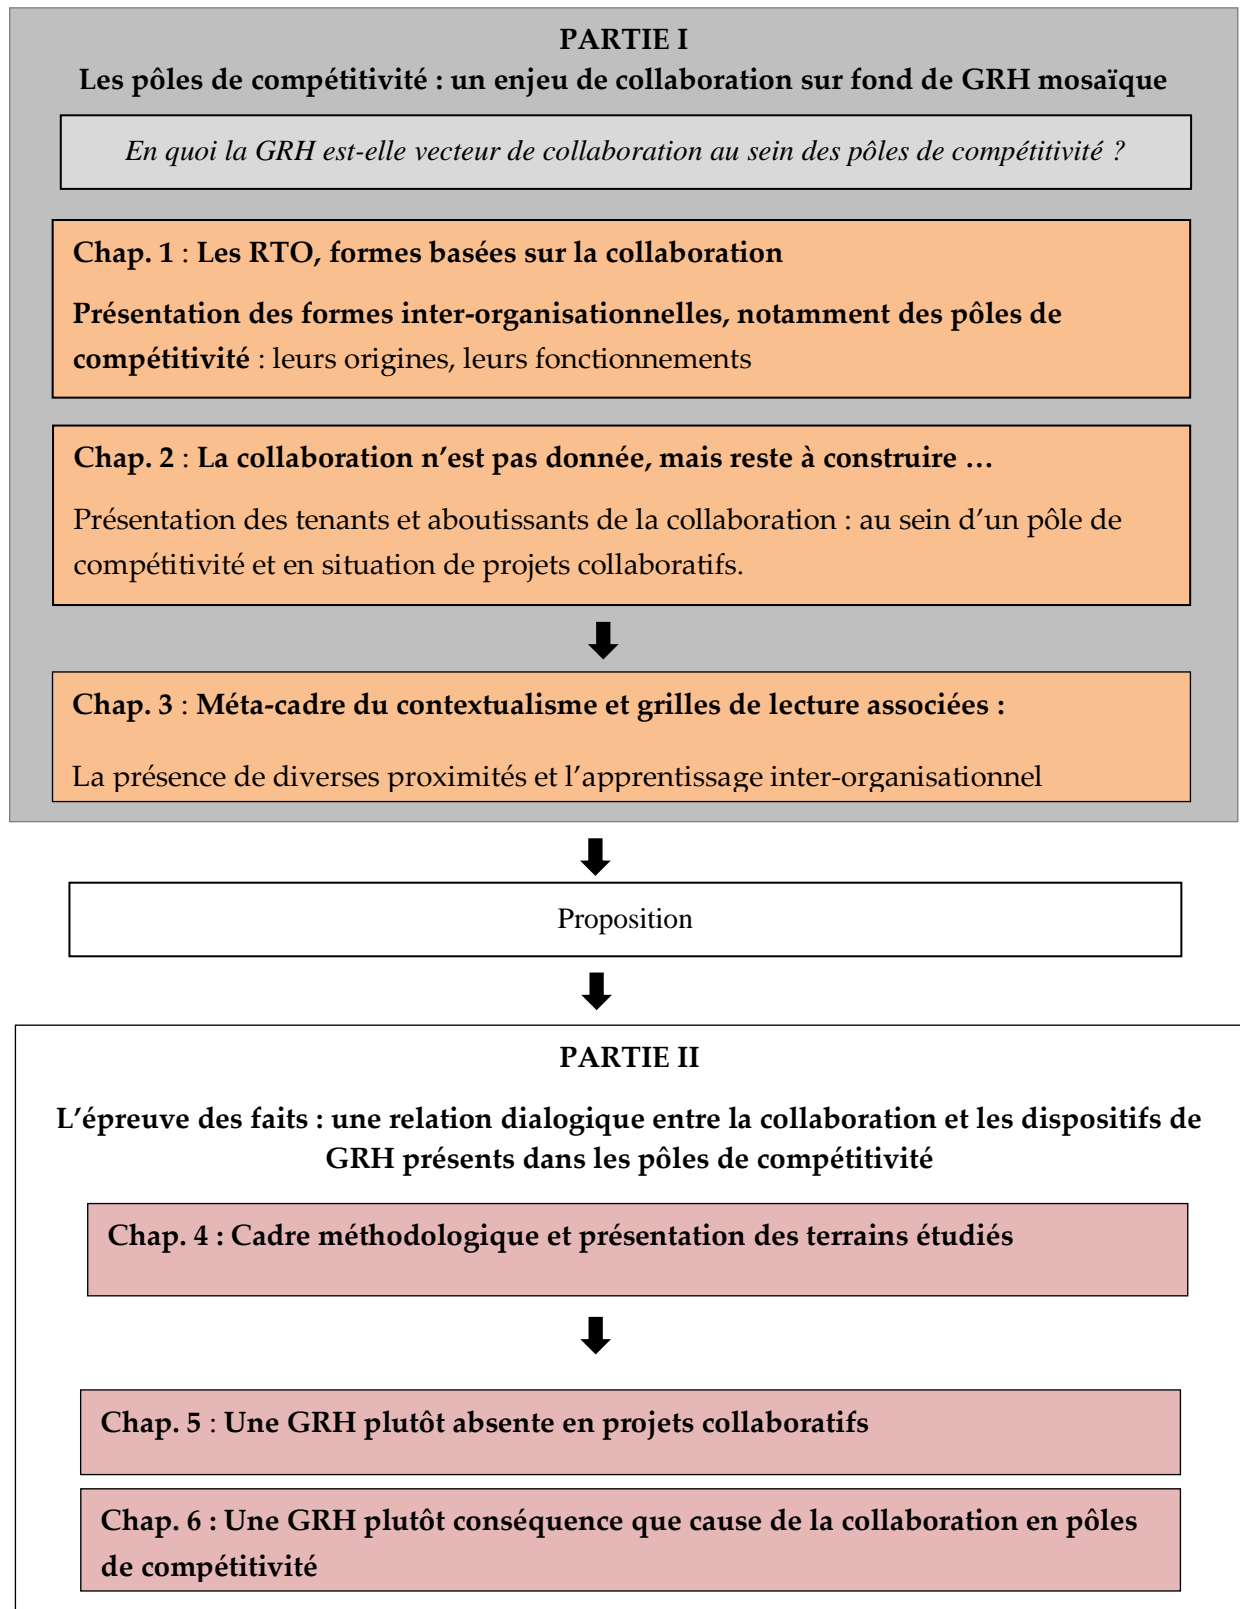 PARTIE I
Les pôles de compétitivité : un enjeu de collaboration sur fond de GRH mosaïque
En quoi la GRH est-elle vecteur de collaboration au sein des pôles de compétitivité ?
Chap. 1 : Les RTO, formes basées sur la collaboration
Présentation des formes inter-organisationnelles, notamment des pôles de
compétitivité : leurs origines, leurs fonctionnements
Chap. 2 : La collaboration n’est pas donnée, mais reste à construire …
Présentation des tenants et aboutissants de la collaboration : au sein d’un pôle de
compétitivité et en situation de projets collaboratifs.
Chap. 3 : Méta-cadre du contextualisme et grilles de lecture associées :
La présence de diverses proximités et l’apprentissage inter-organisationnel
Proposition
PARTIE II
L’épreuve des faits : une relation dialogique entre la collaboration et les dispositifs de
GRH présents dans les pôles de compétitivité
Chap. 4 : Cadre méthodologique et présentation des terrains étudiés
Chap. 5 : Une GRH plutôt absente en projets collaboratifs
Chap. 6 : Une GRH plutôt conséquence que cause de la collaboration en pôles
de compétitivité